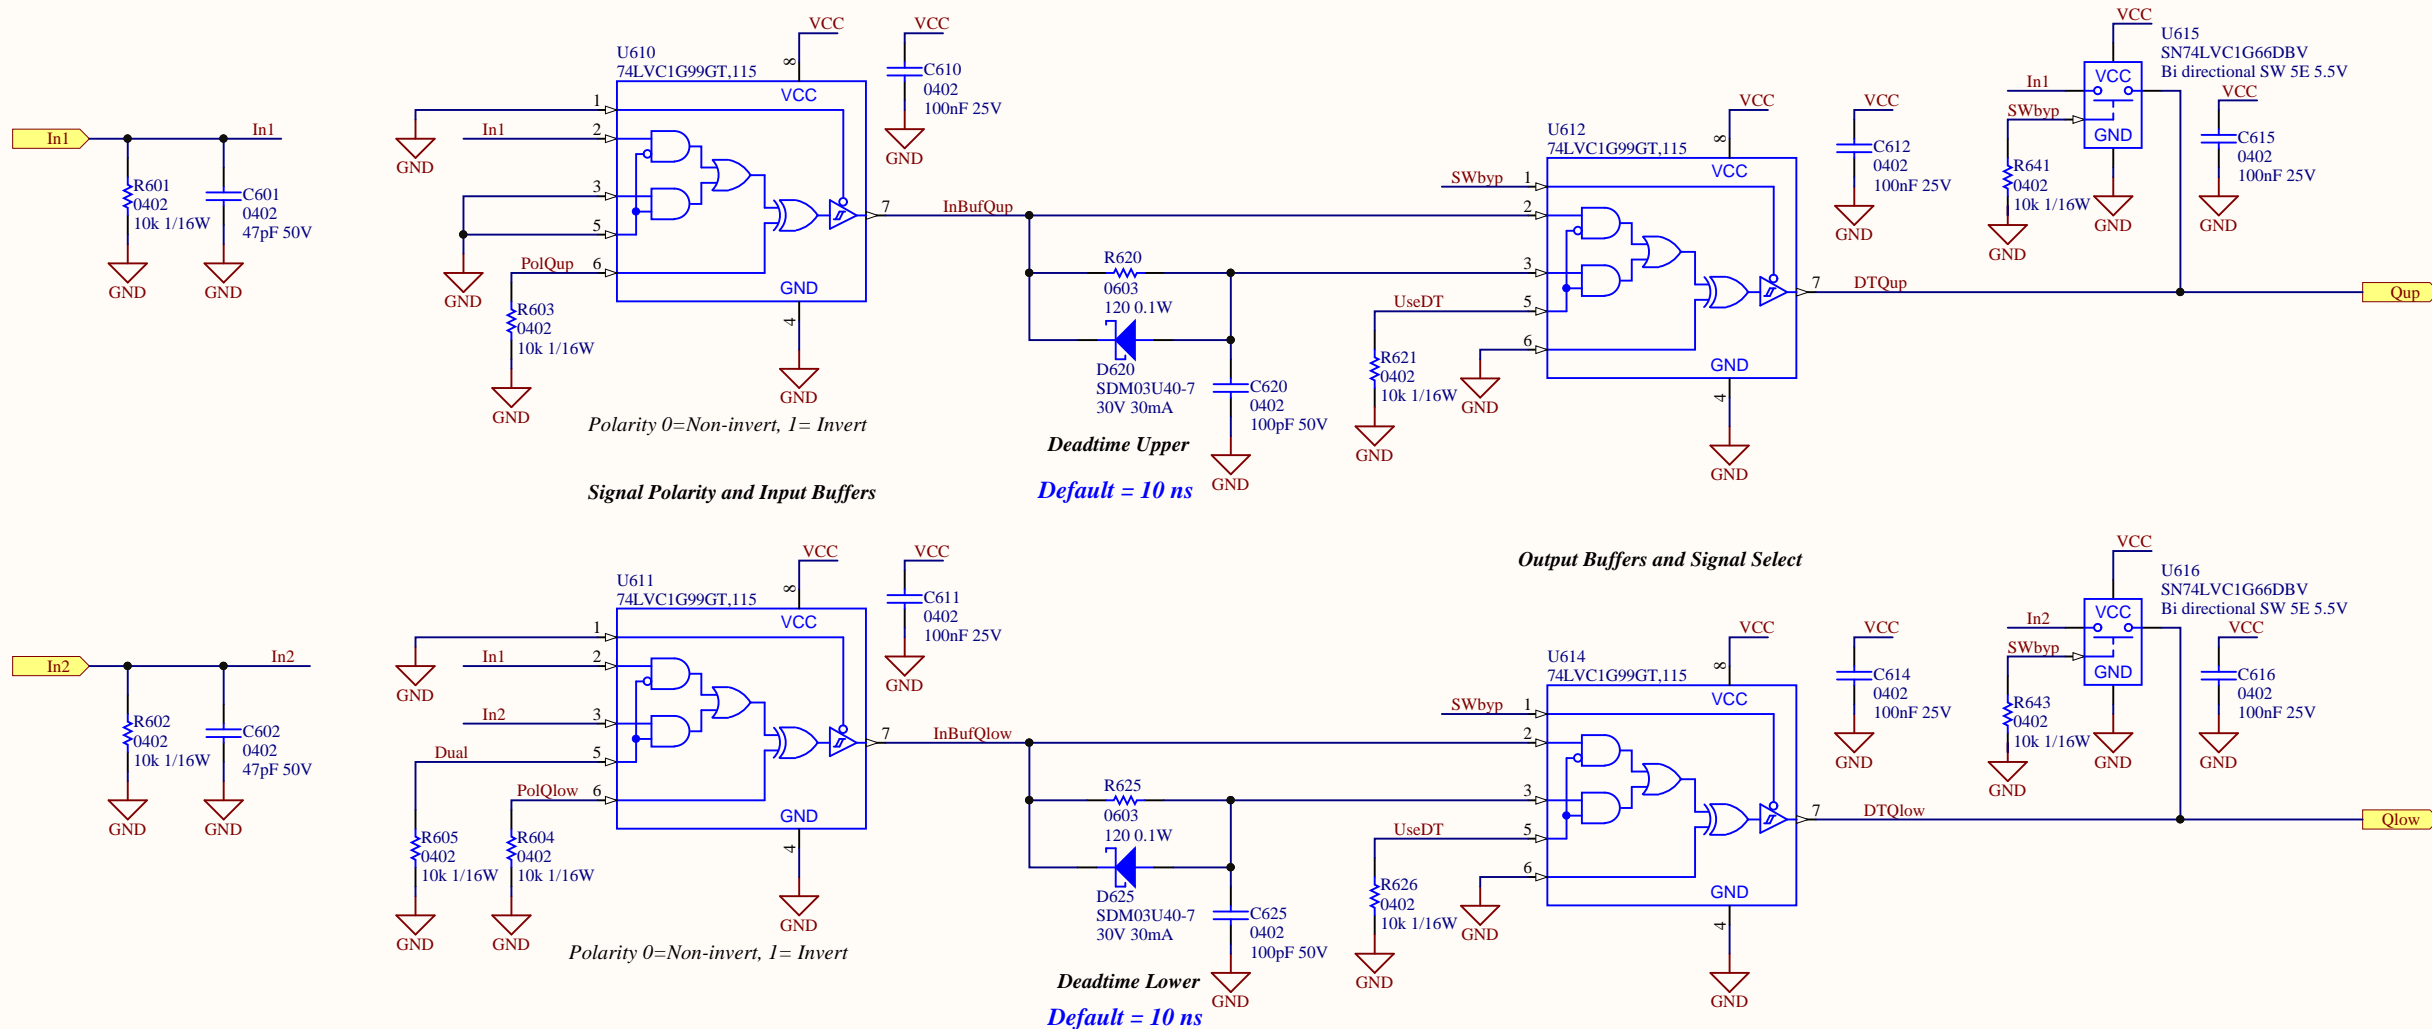 VCC
VCC
U610
74LVC1G99GT,115
8
VCC
1
In1
2
3
5
PolQup
6
7
GND
4
GND
GND
GND
C610
0402
100nF 25V
GND
In1
In1
R601
0402
10k 1/16W
C601
0402
47pF 50V
GND
GND
R603
0402
10k 1/16W
GND
Polarity 0=Non-invert, 1= Invert
Signal Polarity and Input Buffers
InBufQup
R620
0603
120 0.1W
D620
SDM03U40-7
30V 30mA
C620
0402
100pF 50V
GND
Deadtime Upper
Default = 10 ns
VCC
U612
74LVC1G99GT,115
8
VCC
SWbyp
1
2
3
UseDT
5
6
7
GND
4
GND
R621
0402
10k 1/16W
GND
GND
VCC
C612
0402
100nF 25V
GND
DTQup
VCC
U615
SN74LVC1G66DBV
Bi directional SW 5E 5.5V
In1
VCC
SWbyp
GND
R641
0402
10k 1/16W
GND
GND
VCC
C615
0402
100nF 25V
GND
Qup
VCC
VCC
U611
74LVC1G99GT,115
8
VCC
1
In1
2
In2
3
Dual
5
PolQlow
6
7
GND
4
GND
GND
C611
0402
100nF 25V
GND
In2
In2
R602
0402
10k 1/16W
C602
0402
47pF 50V
GND
GND
R605
0402
10k 1/16W
GND
R604
0402
10k 1/16W
GND
Polarity 0=Non-invert, 1= Invert
InBufQlow
R625
0603
120 0.1W
D625
SDM03U40-7
30V 30mA
C625
0402
100pF 50V
GND
Deadtime Lower
Default = 10 ns
Output Buffers and Signal Select
VCC
U614
74LVC1G99GT,115
8
VCC
SWbyp
1
2
3
UseDT
5
6
7
GND
4
GND
R626
0402
10k 1/16W
GND
GND
VCC
C614
0402
100nF 25V
GND
DTQlow
VCC
U616
SN74LVC1G66DBV
Bi directional SW 5E 5.5V
In2
VCC
SWbyp
GND
R643
0402
10k 1/16W
GND
GND
VCC
C616
0402
100nF 25V
GND
Qlow